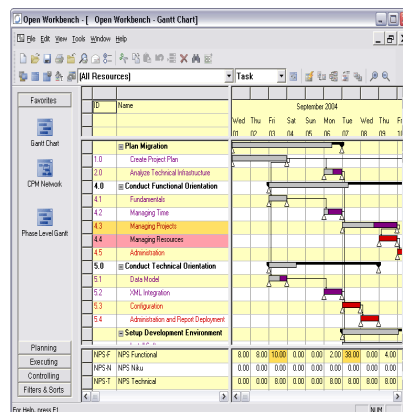 Open Workbench - [ Open Workbench - Gantt Chart]
File Edit View Tools Window Help
[All Resources] Task
Favorites
Gantt Chart
CPM Network
Phase Level Gantt
Planning
Executing
Controlling
Filters & Sorts
ID Name September 2004
Wed Thu Fri Sat Sun Mon Tue Wed Thu Fri
01 02 03 04 05 06 07 08 09 10
Plan Migration
1.0 Create Project Plan
2.0 Analyze Technical Infrastructure
4.0 Conduct Functional Orientation
4.1 Fundamentals
4.2 Managing Time
4.3 Managing Projects
4.4 Managing Resources
4.5 Administration
5.0 Conduct Technical Orientation
5.1 Data Model
5.2 XML Integration
5.3 Configuration
5.4 Administration and Report Deployment
Setup Development Environment
NPS-F NPS Functional 8.00 8.00 10.00 0.00 0.00 2.00 38.00 0.00 4.00
NPS-N NPS Niku 0.00 0.00 0.00 0.00 0.00 0.00 0.00 0.00 0.00
NPS-T NPS Technical 0.00 0.00 8.00 0.00 0.00 8.00 8.00 8.00 8.00
For Help, press F1 NUM